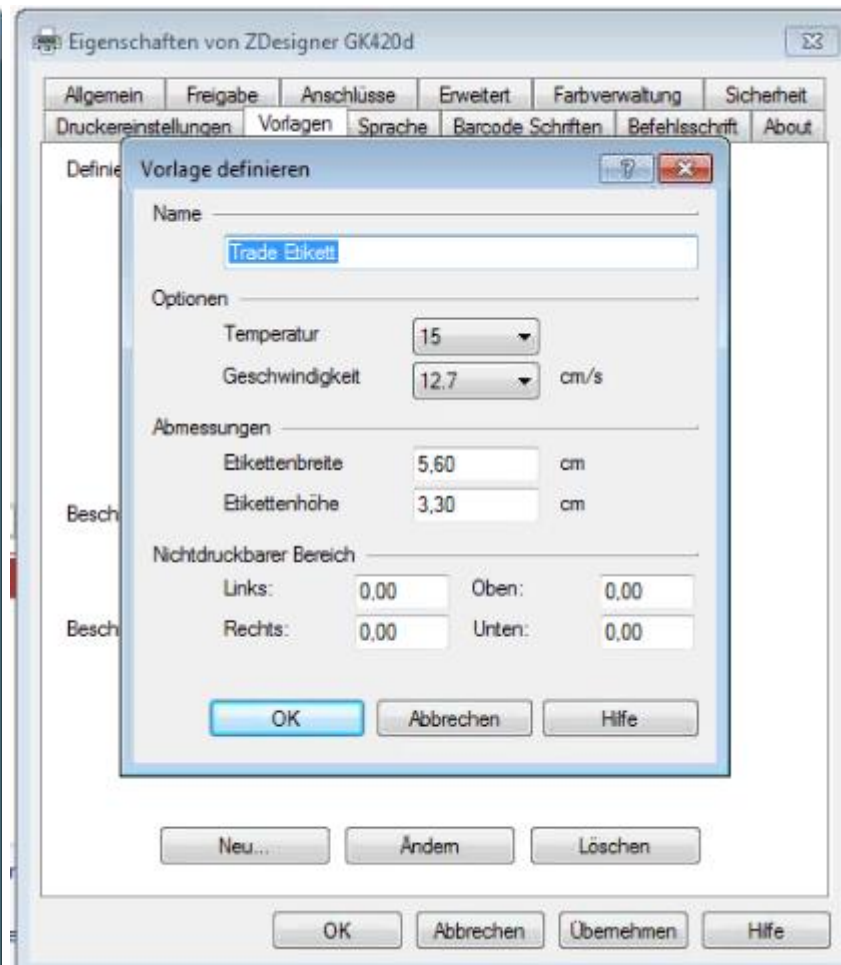 Eigenschaften von ZDesigner GK420d
Allgemein Freigabe Anschlüsse Erweitert Farbverwaltung Sicherheit
Druckereinstellungen Vorlagen Sprache Barcode Schriften Befehlsschrift About
Definie
Vorlage definieren
Name
Trade Etikett
Optionen
Temperatur 15
Geschwindigkeit 12.7 cm/s
Abmessungen
Etikettenbreite 5,60 cm
Etikettenhöhe 3,30 cm
Besch
Nichtdruckbarer Bereich
Links: 0,00 Oben: 0,00
Besch
Rechts: 0,00 Unten: 0,00
OK Abbrechen Hilfe
Neu... Ändern Löschen
OK Abbrechen Übernehmen Hilfe